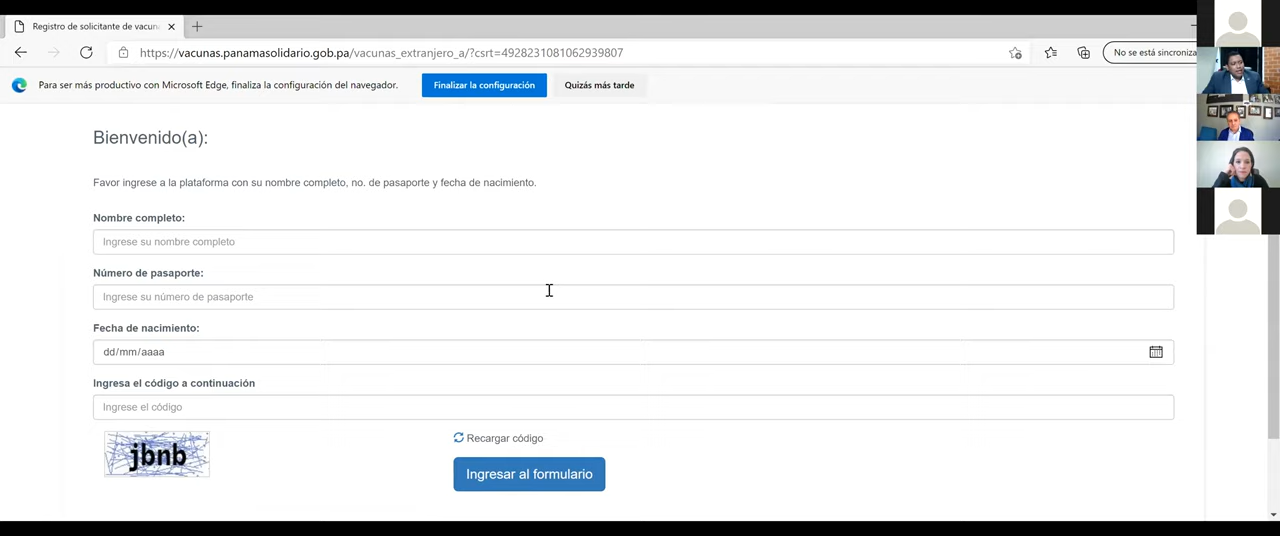 Registro de solicitante de vacuna
https://vacunas.panamasolidario.gob.pa/vacunas_extranjero_a/?csrt=4928231081062939807
No se está sincroniza
Para ser más productivo con Microsoft Edge, finaliza la configuración del navegador.
Finalizar la configuración
Quizás más tarde
Bienvenido(a):
Favor ingrese a la plataforma con su nombre completo, no. de pasaporte y fecha de nacimiento.
Nombre completo:
Ingrese su nombre completo
Número de pasaporte:
Ingrese su número de pasaporte
Fecha de nacimiento:
dd/mm/aaaa
Ingresa el código a continuación
Ingrese el código
jbnb
Recargar código
Ingresar al formulario